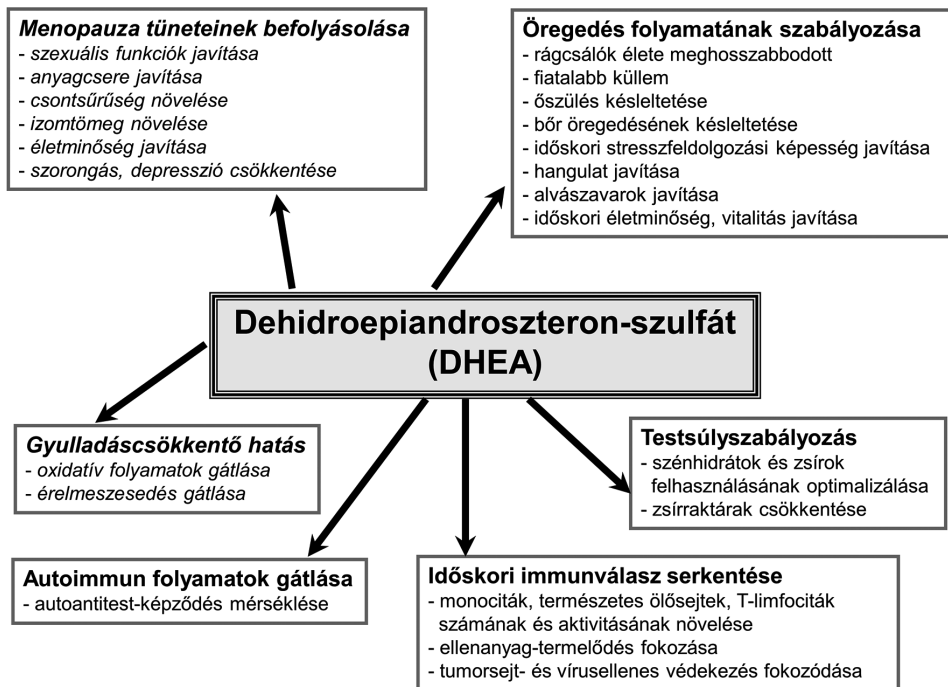 Menopauza tüneteinek befolyásolása
- szexuális funkciók javítása
- anyagcsere javítása
- csontsűrűség növelése
- izomtömeg növelése
- életminőség javítása
- szorongás, depresszió csökkentése
Öregedés folyamatának szabályozása
- rágcsálók élete meghosszabbodott
- fiatalabb küllem
- őszülés késleltetése
- bőr öregedésének késleltetése
- időskori stresszfeldolgozási képesség javítása
- hangulat javítása
- alvászavarok javítása
- időskori életminőség, vitalitás javítása
Dehidroepiandroszteron-szulfát
(DHEA)
Gyulladáscsökkentő hatás
- oxidatív folyamatok gátlása
- érelmeszesedés gátlása
Testsúlyszabályozás
- szénhidrátok és zsírok
felhasználásának optimalizálása
- zsírraktárak csökkentése
Autoimmun folyamatok gátlása
- autoantitest-képződés mérséklése
Időskori immunválasz serkentése
- monociták, természetes ölősejtek, T-limfociták
számának és aktivitásának növelése
- ellenanyag-termelődés fokozása
- tumorsejt- és vírusellenes védekezés fokozódása